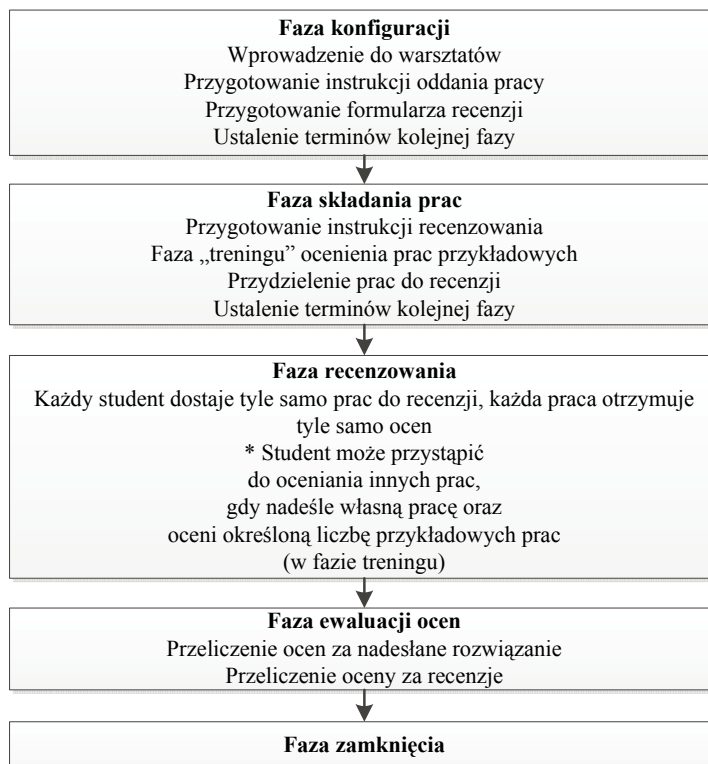 Faza konfiguracji
Wprowadzenie do warsztatów
Przygotowanie instrukcji oddania pracy
Przygotowanie formularza recenzji
Ustalenie terminów kolejnej fazy
Faza składania prac
Przygotowanie instrukcji recenzowania
Faza „treningu” ocenienia prac przykładowych
Przydzielenie prac do recenzji
Ustalenie terminów kolejnej fazy
Faza recenzowania
Każdy student dostaje tyle samo prac do recenzji, każda praca otrzymuje
tyle samo ocen
* Student może przystąpić
do oceniania innych prac,
gdy nadeśle własną pracę oraz
oceni określoną liczbę przykładowych prac
(w fazie treningu)
Faza ewaluacji ocen
Przeliczenie ocen za nadesłane rozwiązanie
Przeliczenie oceny za recenzje
Faza zamknięcia